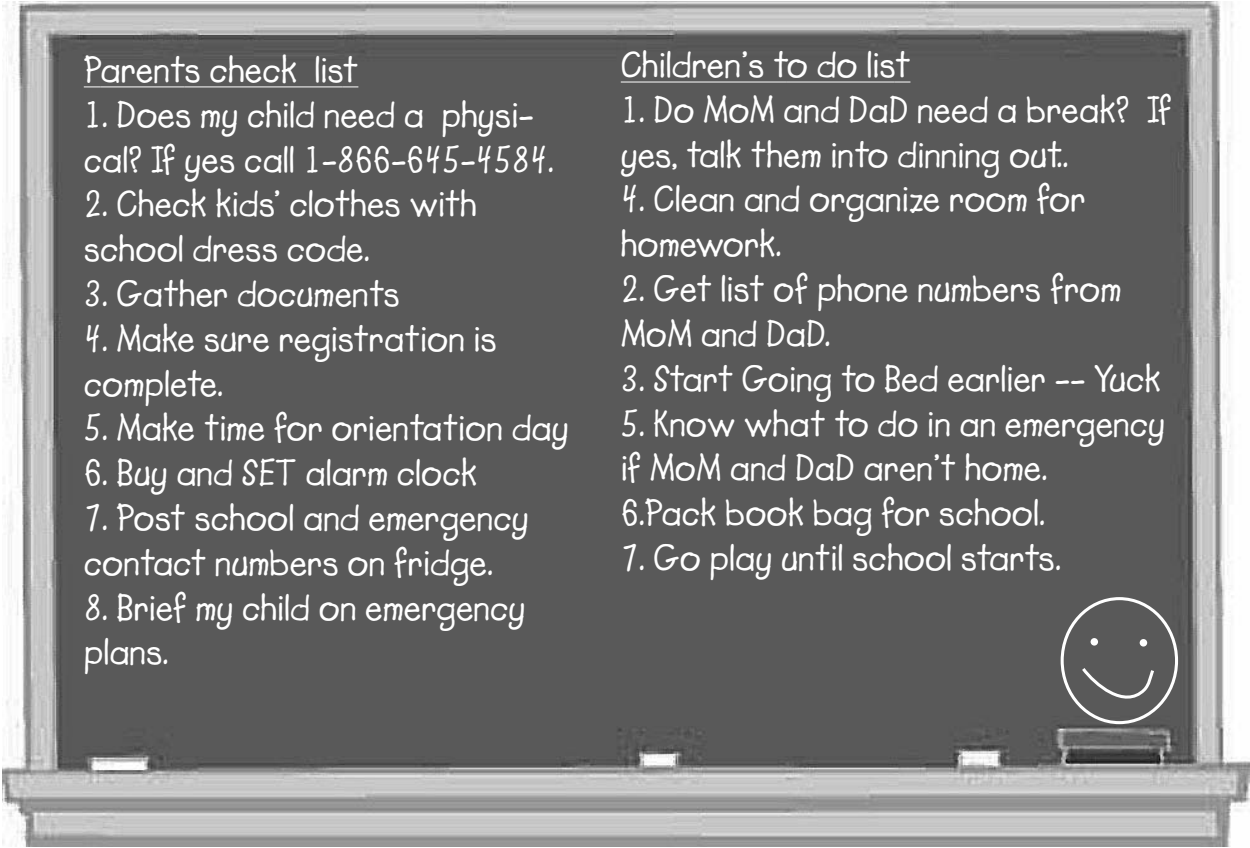 Parents check list
1. Does my child need a physi-
cal? If yes call 1-866-645-4584.
2. Check kids' clothes with
school dress code.
3. Gather documents
4. Make sure registration is
complete.
5. Make time for orientation day
6. Buy and SET alarm clock
7. Post school and emergency
contact numbers on fridge.
8. Brief my child on emergency
plans.
Children's to do list
1. Do MoM and DaD need a break? If
yes, talk them into dinning out..
4. Clean and organize room for
homework.
2. Get list of phone numbers from
MoM and DaD.
3. Start Going to Bed earlier -- Yuck
5. Know what to do in an emergency
if MoM and DaD aren't home.
6.Pack book bag for school.
7. Go play until school starts.